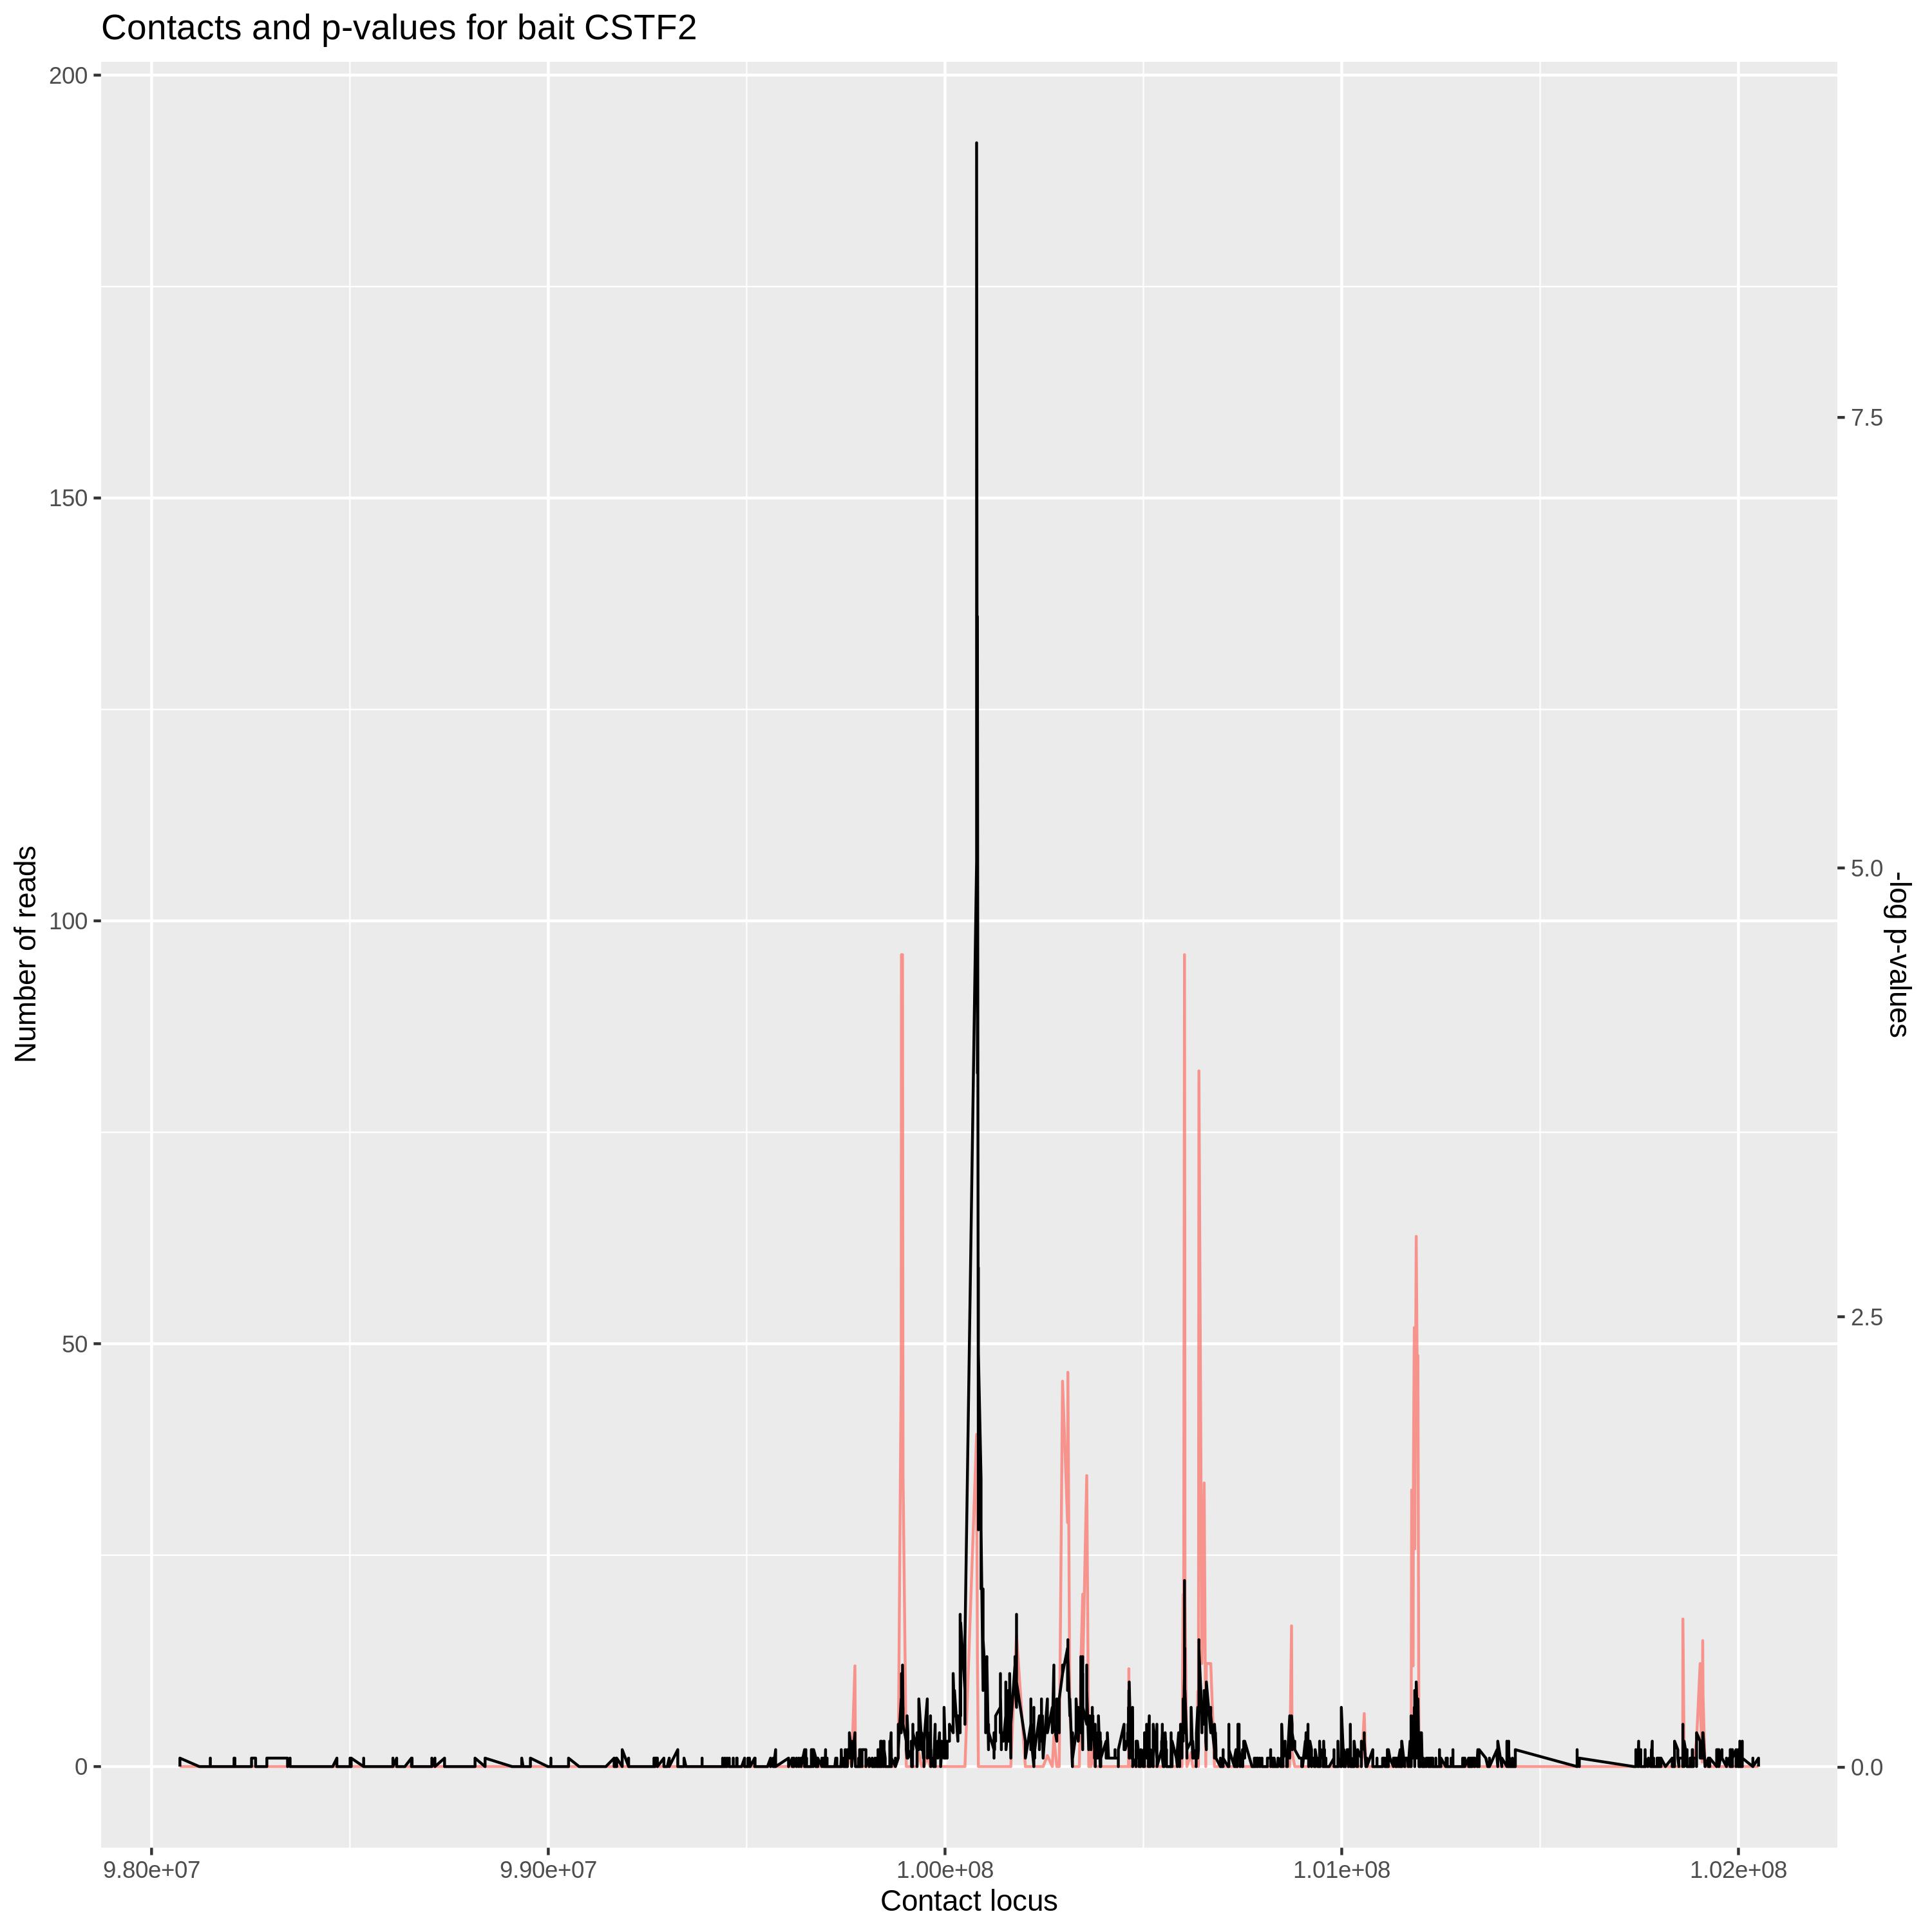 Contacts and p-values for bait CSTF2
200
150
100
50
0
Number of reads
7.5
5.0
2.5
0.0
-log p-values
9.80e+07
9.90e+07
1.00e+08
1.01e+08
1.02e+08
Contact locus